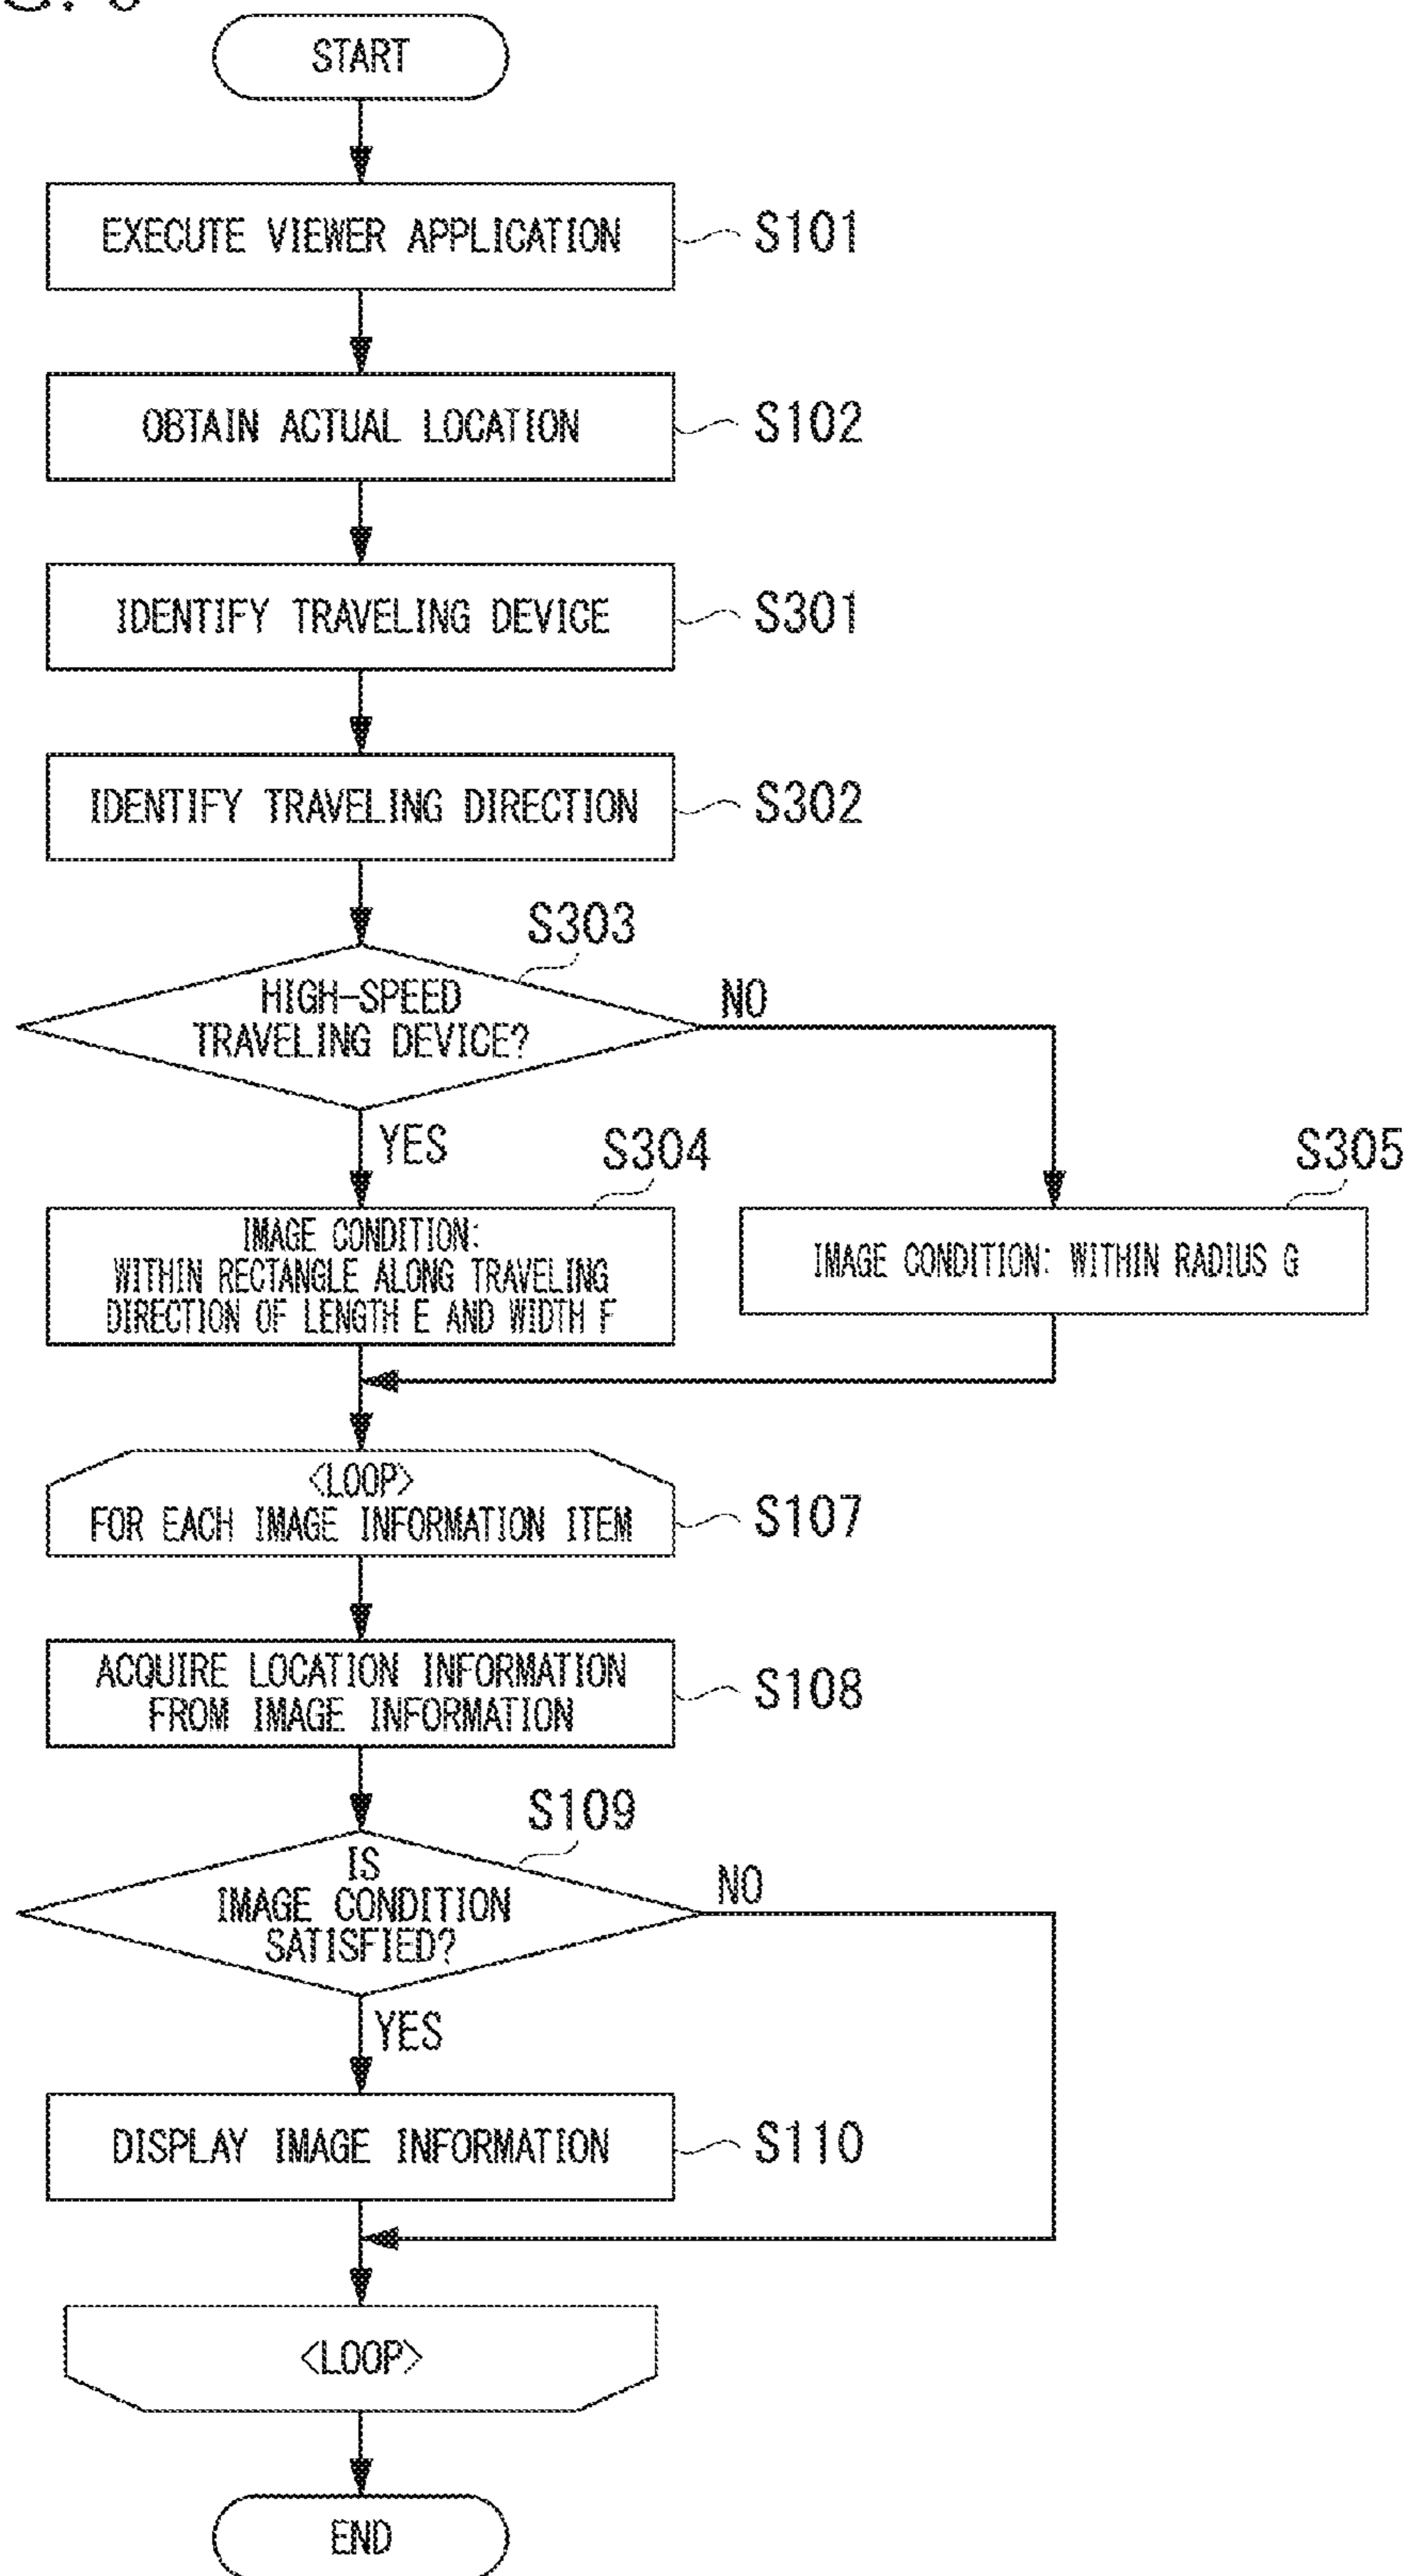 START
EXECUTE VIEWER APPLICATION
S101
OBTAIN ACTUAL LOCATION
S102
IDENTIFY TRAVELING DEVICE
S301
IDENTIFY TRAVELING DIRECTION
S302
S303
HIGH-SPEED
TRAVELING DEVICE?
NO
YES
S304
IMAGE CONDITION:
WITHIN RECTANGLE ALONG TRAVELING
DIRECTION OF LENGTH E AND WIDTH F
S305
IMAGE CONDITION: WITHIN RADIUS G
<LOOP>
FOR EACH IMAGE INFORMATION ITEM
S107
ACQUIRE LOCATION INFORMATION
FROM IMAGE INFORMATION
S108
S109
IS
IMAGE CONDITION
SATISFIED?
NO
YES
DISPLAY IMAGE INFORMATION
S110
<LOOP>
END